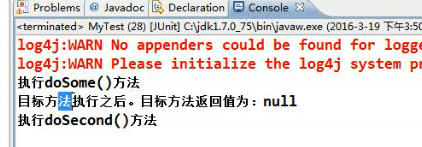 Problems @ Javadoc Declaration Console
<terminated> MyTest (28) [JUnit] C:\jdk1.7.0_75\bin\javaw.exe (2016-3-19 下午3:50
log4j:WARN No appenders could be found for logge
log4j:WARN Please initialize the log4j system pr
执行doSome()方法
目标方法执行之后。目标方法返回值为：null
执行doSecond()方法